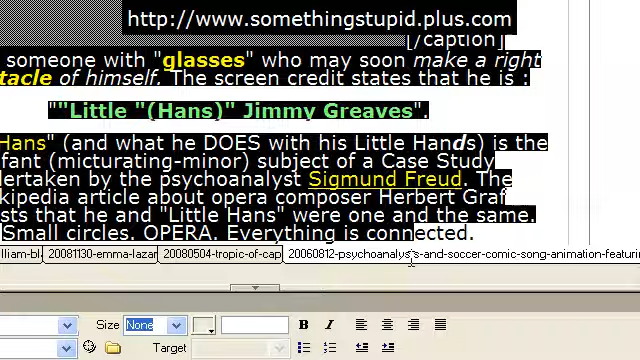 http://www.somethingstupid.plus.com
[/caption]
someone with "glasses" who may soon make a right
tacle of himself. The screen credit states that he is :
""Little "(Hans)" Jimmy Greaves".
Hans" (and what he DOES with his Little Hands) is the
fant (micturating-minor) subject of a Case Study
lertaken by the psychoanalyst Sigmund Freud. The
kipedia article about opera composer Herbert Graf
sts that he and "Little Hans" were one and the same.
Small circles. OPERA. Everything is connected.
lliam-bl 20081130-emma-lazar 20080504-tropic-of-cap 20060812-psychoanalysis-and-soccer-comic-song-animation-featurin
Size None B I
Target